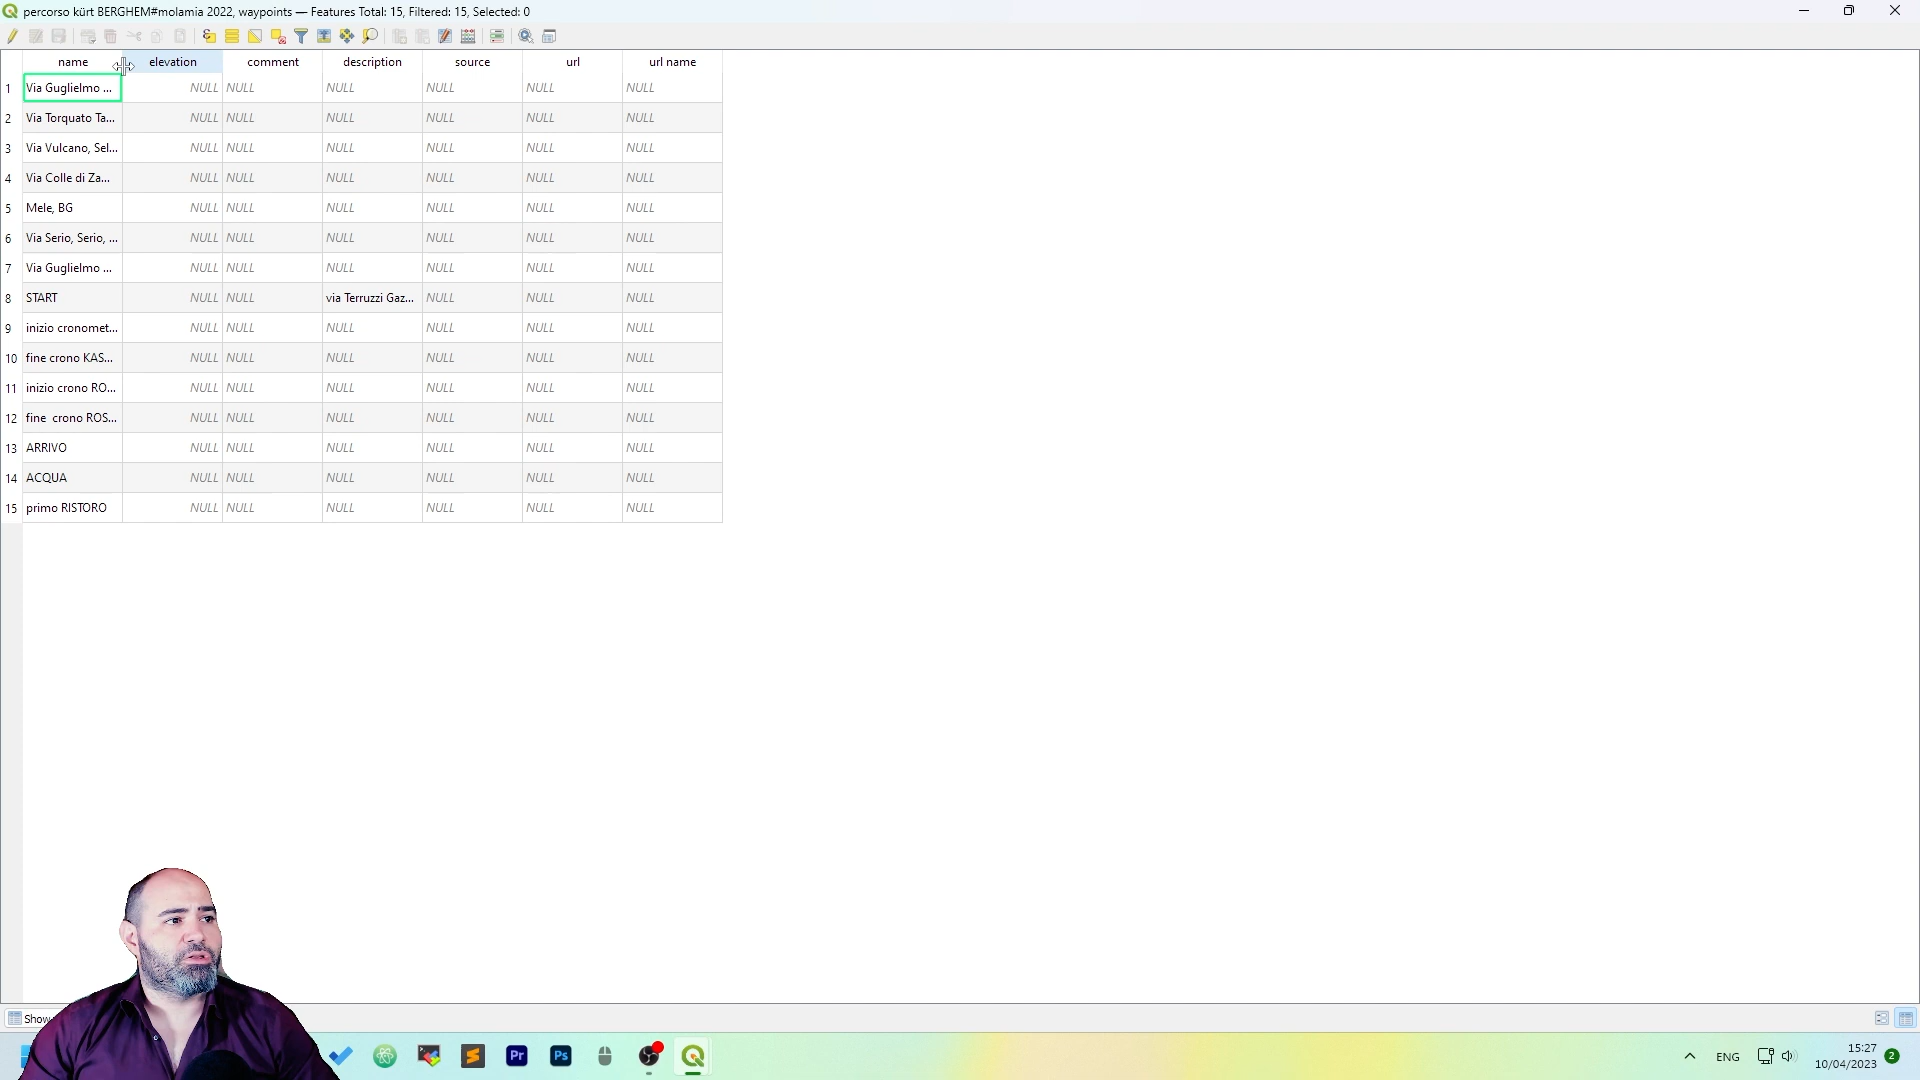 percorso kürt BERGHEM#molamia 2022, waypoints — Features Total: 15, Filtered: 15, Selected: 0
name elevation comment description source url url name
1 Via Guglielmo ... NULL NULL NULL NULL NULL NULL
2 Via Torquato Ta... NULL NULL NULL NULL NULL NULL
3 Via Vulcano, Sel... NULL NULL NULL NULL NULL NULL
4 Via Colle di Za... NULL NULL NULL NULL NULL NULL
5 Mele, BG NULL NULL NULL NULL NULL NULL
6 Via Serio, Serio, ... NULL NULL NULL NULL NULL NULL
7 Via Guglielmo ... NULL NULL NULL NULL NULL NULL
8 START NULL NULL via Terruzzi Gaz... NULL NULL NULL
9 inizio cronomet... NULL NULL NULL NULL NULL NULL
10 fine crono KAS... NULL NULL NULL NULL NULL NULL
11 inizio crono RO... NULL NULL NULL NULL NULL NULL
12 fine  crono ROS... NULL NULL NULL NULL NULL NULL
13 ARRIVO NULL NULL NULL NULL NULL NULL
14 ACQUA NULL NULL NULL NULL NULL NULL
15 primo RISTORO NULL NULL NULL NULL NULL NULL
Show
Pr Ps ENG 15:27
10/04/2023 2